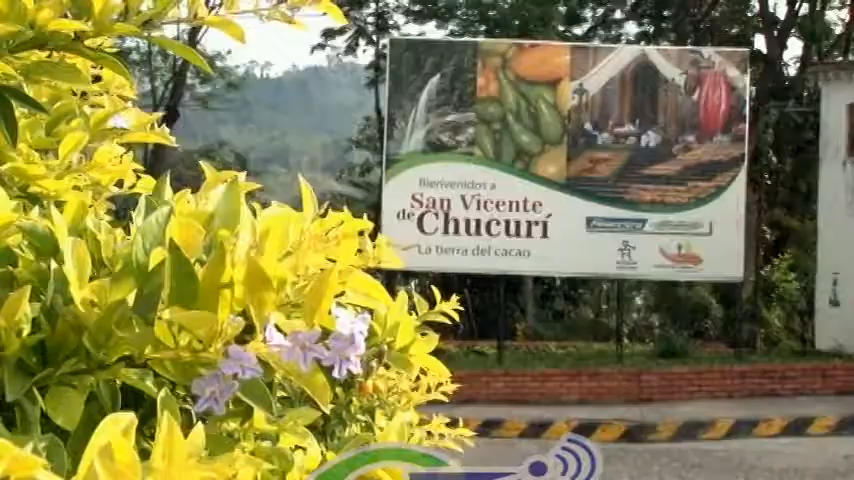 Bienvenidos a
San Vicente
de Chucurí
La tierra del cacao